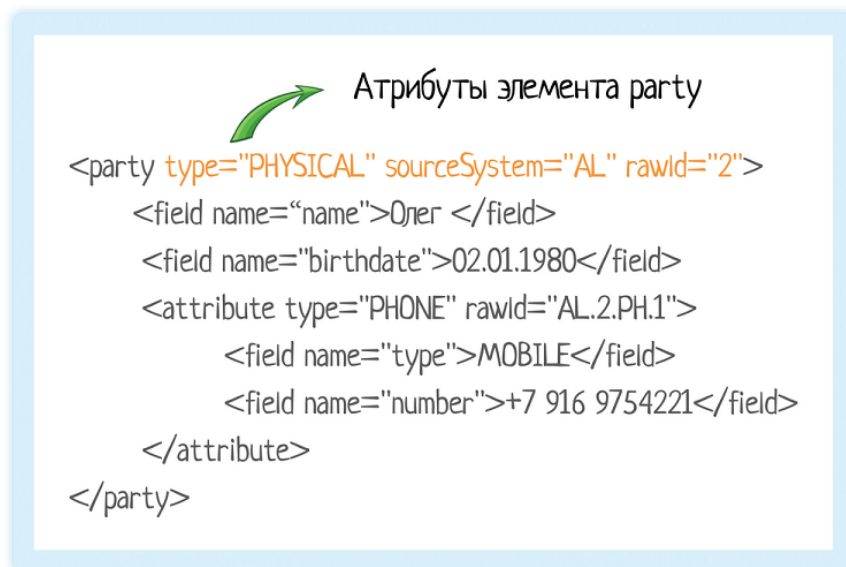 Атрибуты элемента party
<party type="PHYSICAL" sourceSystem="AL" rawId="2">
<field name=“name">Олег </field>
<field name="birthdate">02.01.1980</field>
<attribute type="PHONE" rawId="AL.2.PH.1">
<field name="type">MOBILE</field>
<field name="number">+7 916 9754221</field>
</attribute>
</party>